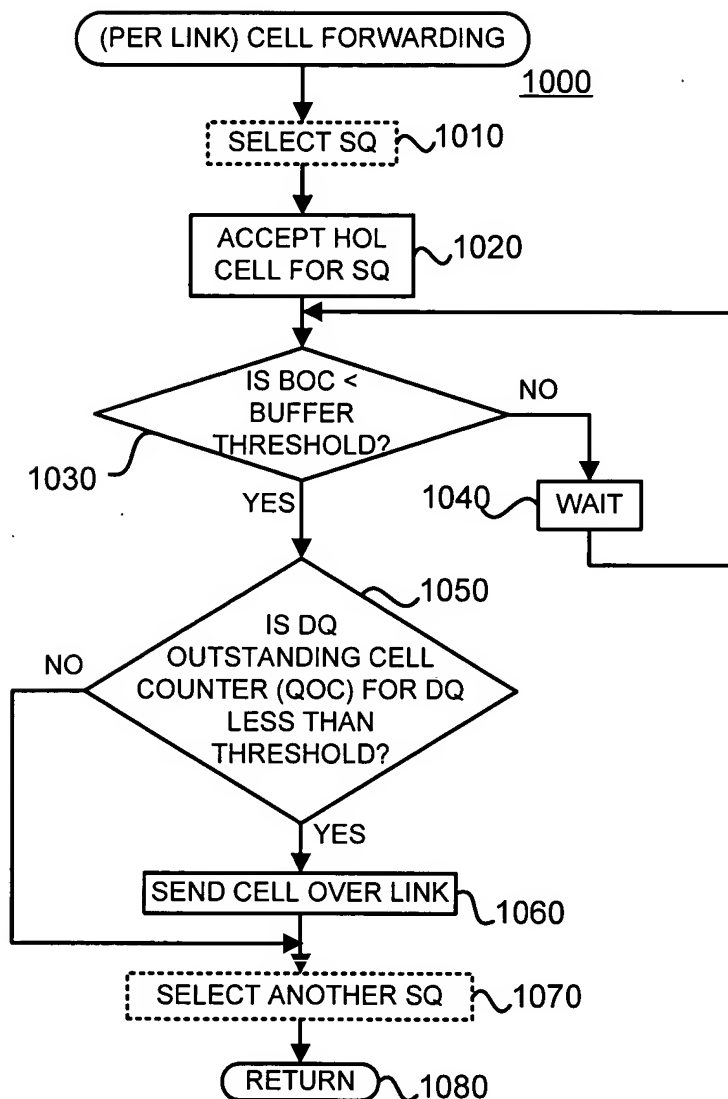 (PER LINK) CELL FORWARDING
1000
SELECT SQ
1010
ACCEPT HOL
CELL FOR SQ
1020
IS BOC <
BUFFER
THRESHOLD?
NO
1030
YES
1040
WAIT
1050
IS DQ
OUTSTANDING CELL
COUNTER (QOC) FOR DQ
LESS THAN
THRESHOLD?
NO
YES
SEND CELL OVER LINK
1060
SELECT ANOTHER SQ
1070
RETURN
1080